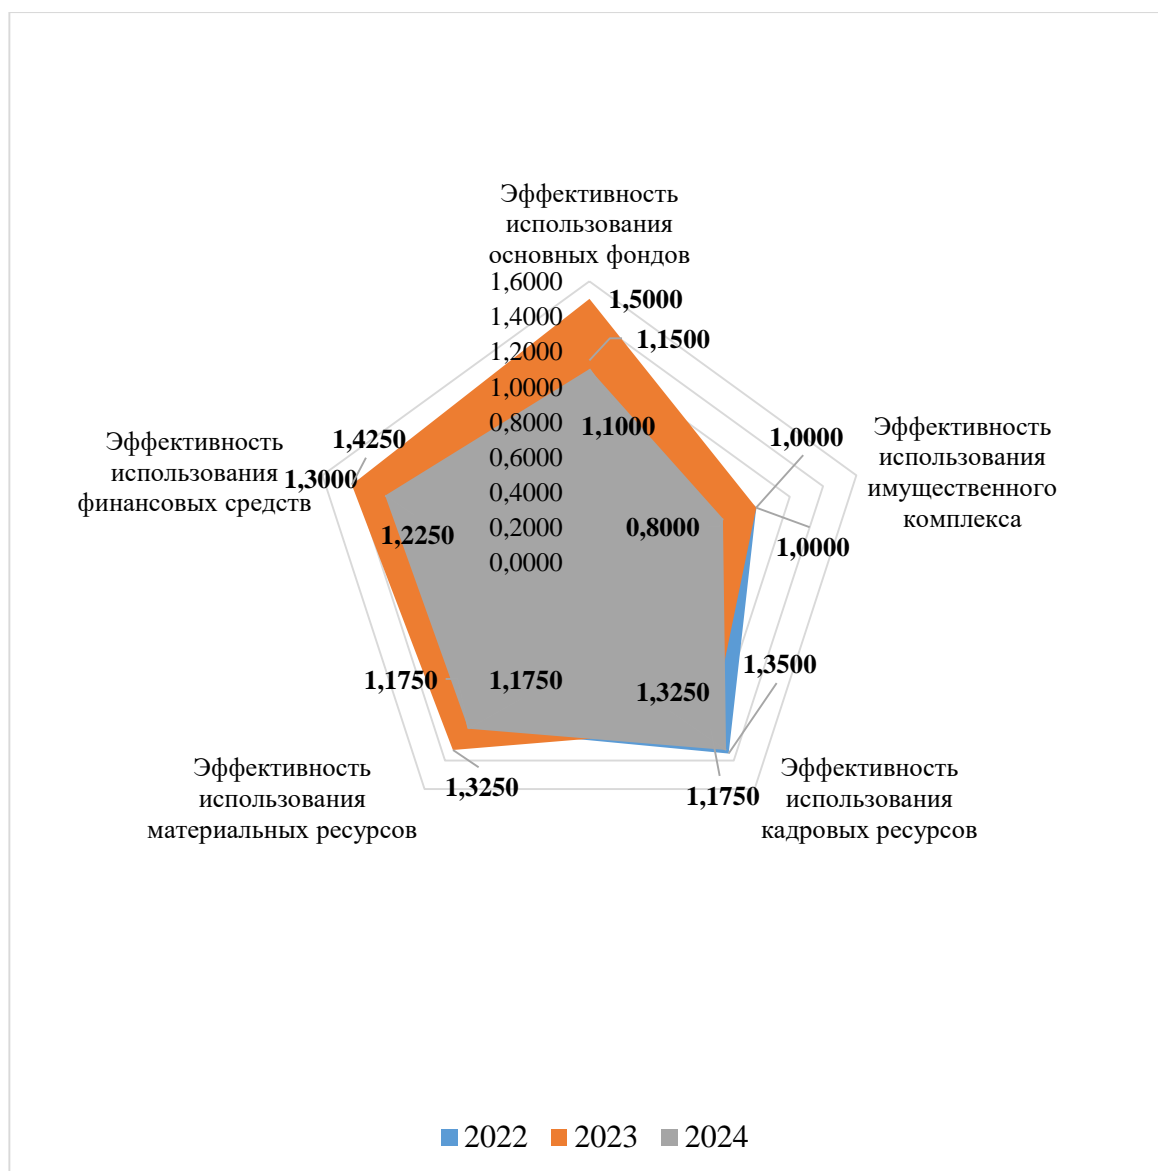 Эффективность
использования
основных фондов
1,6000
1,5000
1,4000
1,1500
1,2000
1,0000
0,8000
1,1000
0,6000
0,4000
0,2000
0,0000
1,0000
Эффективность
использования
имущественного
комплекса
0,8000
1,0000
1,3500
1,3250
1,1750
Эффективность
использования
кадровых ресурсов
1,1750
1,1750
1,3250
Эффективность
использования
материальных ресурсов
1,4250
1,3000
1,2250
Эффективность
использования
финансовых средств
2022
2023
2024